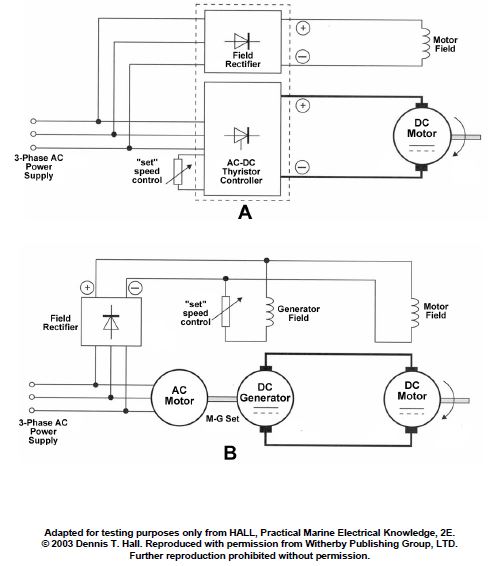 Field
Rectifier
+
−
Motor
Field
3-Phase AC
Power
Supply
"set"
speed
control
AC-DC
Thyristor
Controller
+
−
DC
Motor
A
+
−
Field
Rectifier
"set"
speed
control
Generator
Field
Motor
Field
3-Phase AC
Power
Supply
AC
Motor
M-G Set
DC
Generator
DC
Motor
B
Adapted for testing purposes only from HALL, Practical Marine Electrical Knowledge, 2E.
© 2003 Dennis T. Hall. Reproduced with permission from Witherby Publishing Group, LTD.
Further reproduction prohibited without permission.